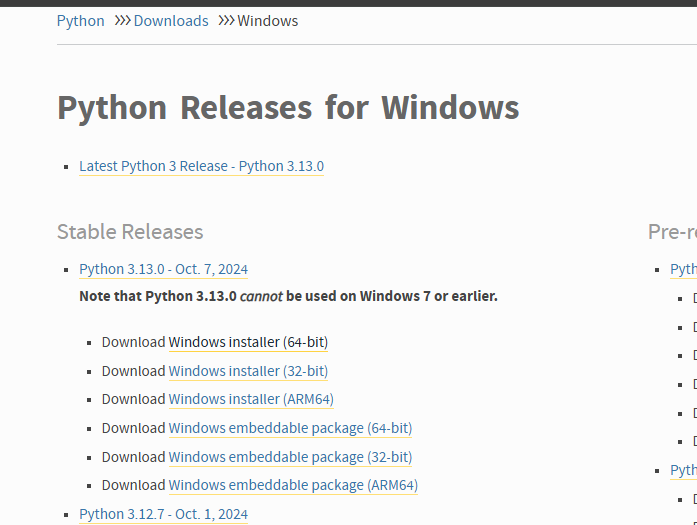 Python >>> Downloads >>> Windows
Python Releases for Windows
Latest Python 3 Release - Python 3.13.0
Stable Releases
Python 3.13.0 - Oct. 7, 2024
Note that Python 3.13.0 cannot be used on Windows 7 or earlier.
Download Windows installer (64-bit)
Download Windows installer (32-bit)
Download Windows installer (ARM64)
Download Windows embeddable package (64-bit)
Download Windows embeddable package (32-bit)
Download Windows embeddable package (ARM64)
Python 3.12.7 - Oct. 1, 2024